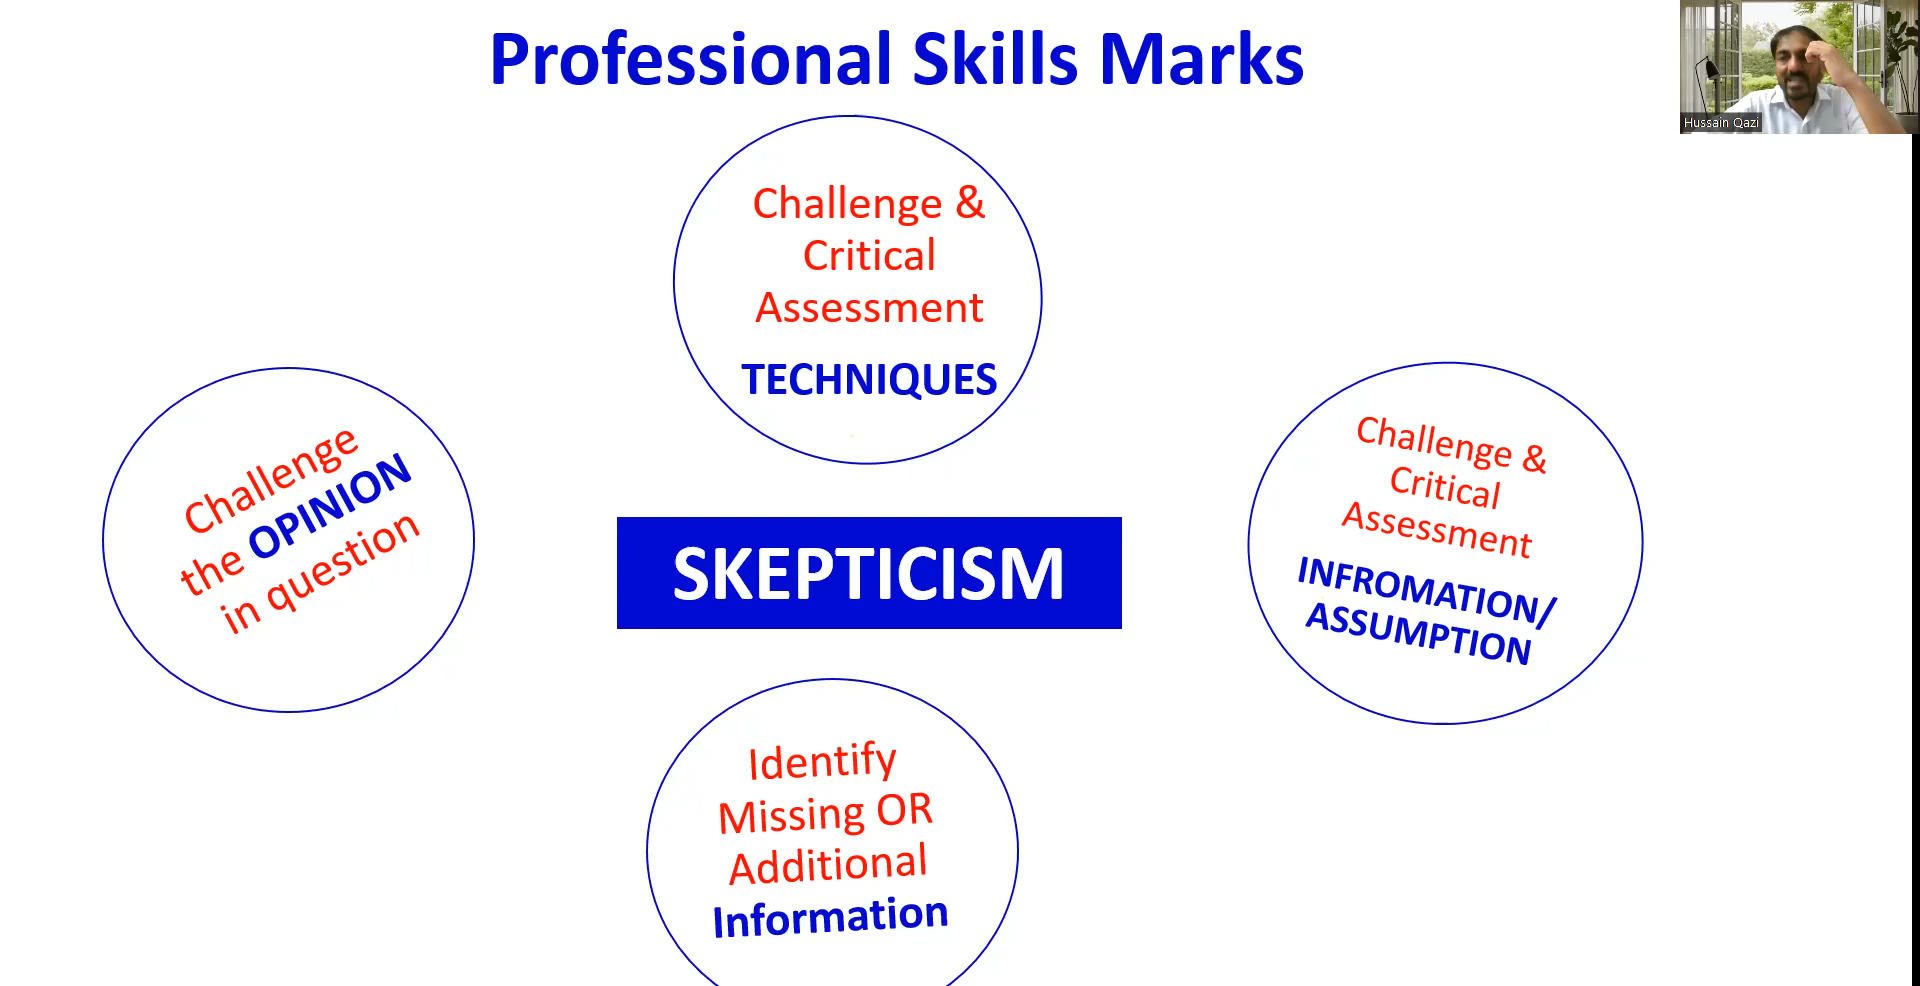 Professional Skills Marks
Hussain Qazi
Challenge &
Critical
Assessment
TECHNIQUES
Challenge
the OPINION
in question
SKEPTICISM
Challenge &
Critical
Assessment
INFROMATION/
ASSUMPTION
Identify
Missing OR
Additional
Information